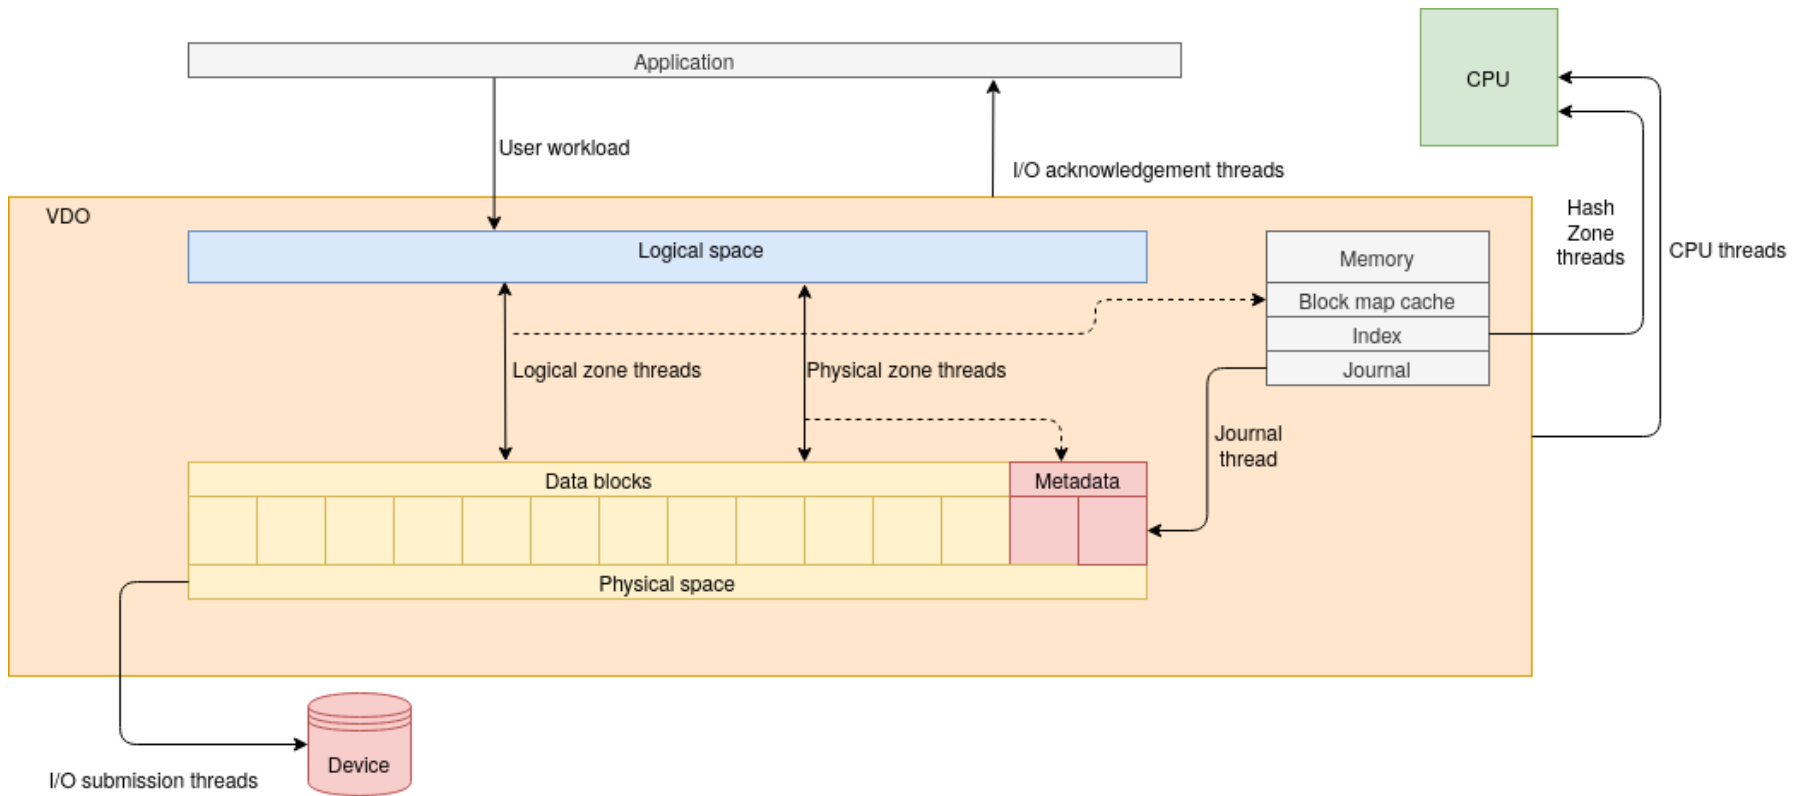 Application
CPU
User workload
I/O acknowledgement threads
VDO
Hash
Zone
threads
CPU threads
Logical space
Memory
Block map cache
Index
Journal
Logical zone threads
Physical zone threads
Journal
thread
Data blocks
Metadata
Physical space
Device
I/O submission threads